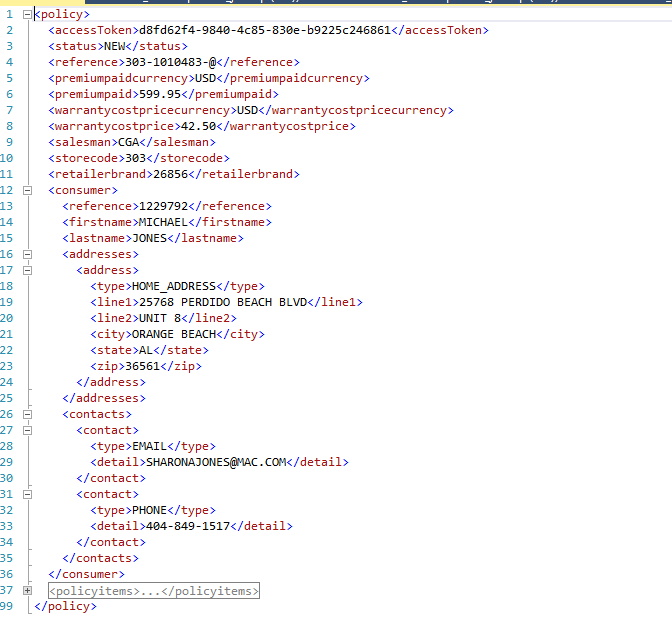 1 <policy>
2 <accessToken>d8fd62f4-9840-4c85-830e-b9225c246861</accessToken>
3 <status>NEW</status>
4 <reference>303-1010483-@</reference>
5 <premiumpaidcurrency>USD</premiumpaidcurrency>
6 <premiumpaid>599.95</premiumpaid>
7 <warrantycostpricecurrency>USD</warrantycostpricecurrency>
8 <warrantycostprice>42.50</warrantycostprice>
9 <salesman>CGA</salesman>
10 <storecode>303</storecode>
11 <retailerbrand>26856</retailerbrand>
12 <consumer>
13 <reference>1229792</reference>
14 <firstname>MICHAEL</firstname>
15 <lastname>JONES</lastname>
16 <addresses>
17 <address>
18 <type>HOME_ADDRESS</type>
19 <line1>25768 PERDIDO BEACH BLVD</line1>
20 <line2>UNIT 8</line2>
21 <city>ORANGE BEACH</city>
22 <state>AL</state>
23 <zip>36561</zip>
24 </address>
25 </addresses>
26 <contacts>
27 <contact>
28 <type>EMAIL</type>
29 <detail>SHARONAJONES@MAC.COM</detail>
30 </contact>
31 <contact>
32 <type>PHONE</type>
33 <detail>404-849-1517</detail>
34 </contact>
35 </contacts>
36 </consumer>
37 <policyitems>...</policyitems>
99 </policy>